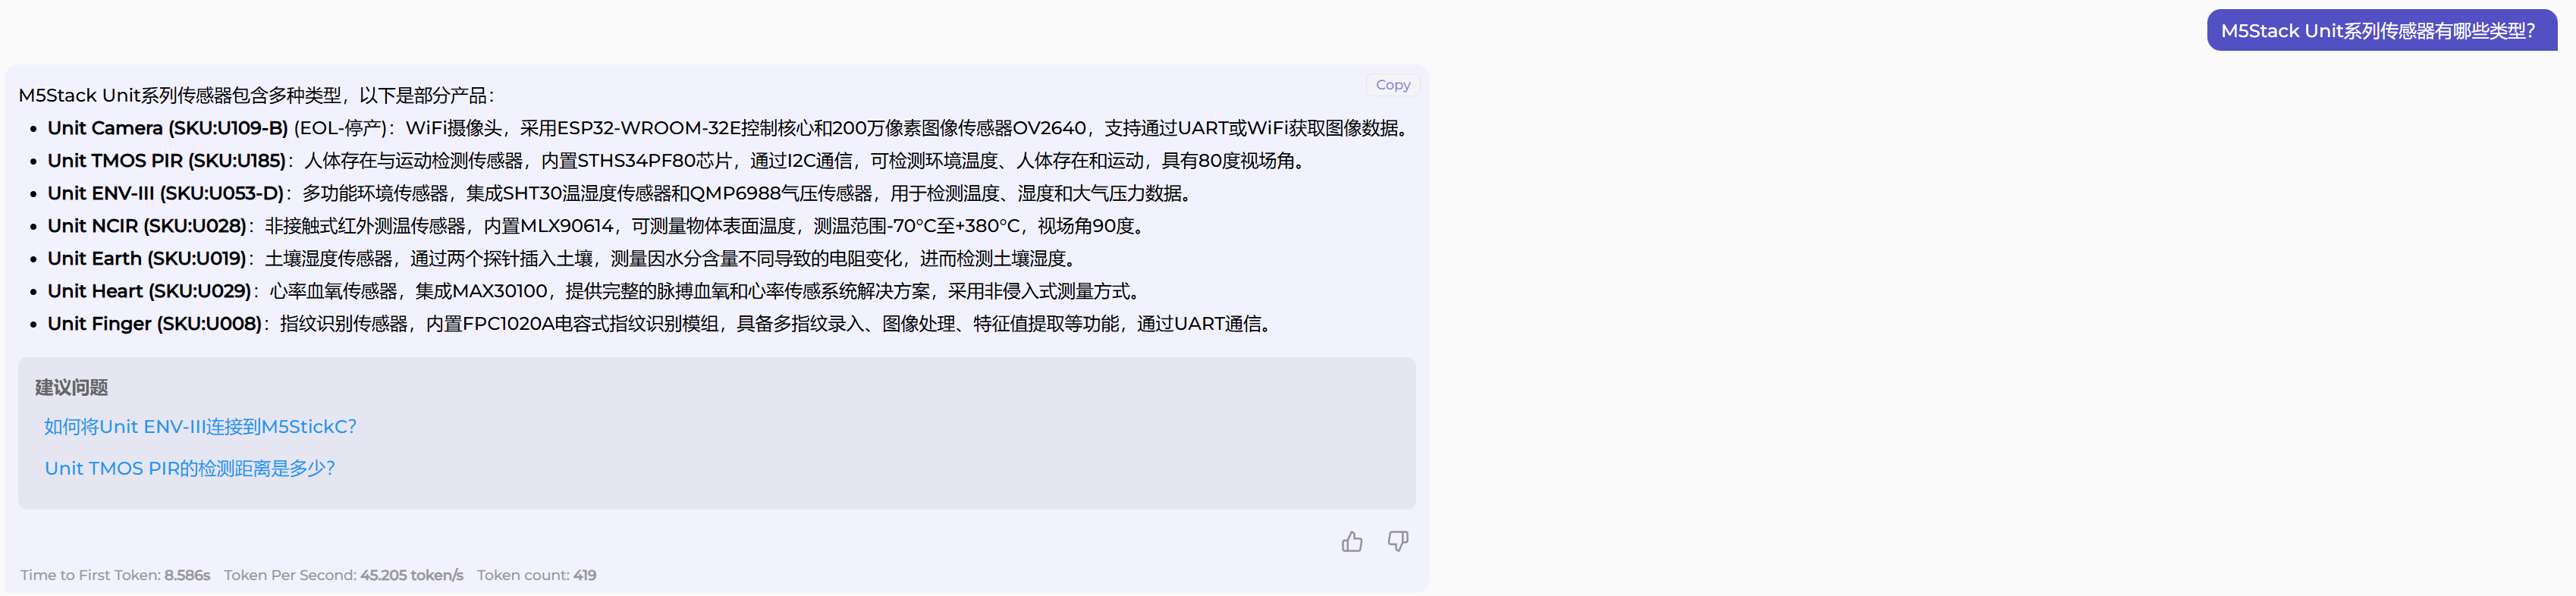 M5Stack Unit系列传感器有哪些类型？
Copy
M5Stack Unit系列传感器包含多种类型，以下是部分产品：
• Unit Camera (SKU:U109-B) (EOL-停产)：WiFi摄像头，采用ESP32-WROOM-32E控制核心和200万像素图像传感器OV2640，支持通过UART或WiFi获取图像数据。
• Unit TMOS PIR (SKU:U185)：人体存在与运动检测传感器，内置STHS34PF80芯片，通过I2C通信，可检测环境温度、人体存在和运动，具有80度视场角。
• Unit ENV-III (SKU:U053-D)：多功能环境传感器，集成SHT30温湿度传感器和QMP6988气压传感器，用于检测温度、湿度和大气压力数据。
• Unit NCIR (SKU:U028)：非接触式红外测温传感器，内置MLX90614，可测量物体表面温度，测温范围-70°C至+380°C，视场角90度。
• Unit Earth (SKU:U019)：土壤湿度传感器，通过两个探针插入土壤，测量因水分含量不同导致的电阻变化，进而检测土壤湿度。
• Unit Heart (SKU:U029)：心率血氧传感器，集成MAX30100，提供完整的脉搏血氧和心率传感系统解决方案，采用非侵入式测量方式。
• Unit Finger (SKU:U008)：指纹识别传感器，内置FPC1020A电容式指纹识别模组，具备多指纹录入、图像处理、特征值提取等功能，通过UART通信。
建议问题
如何将Unit ENV-III连接到M5StickC？
Unit TMOS PIR的检测距离是多少？
Time to First Token: 8.586s Token Per Second: 45.205 token/s Token count: 419